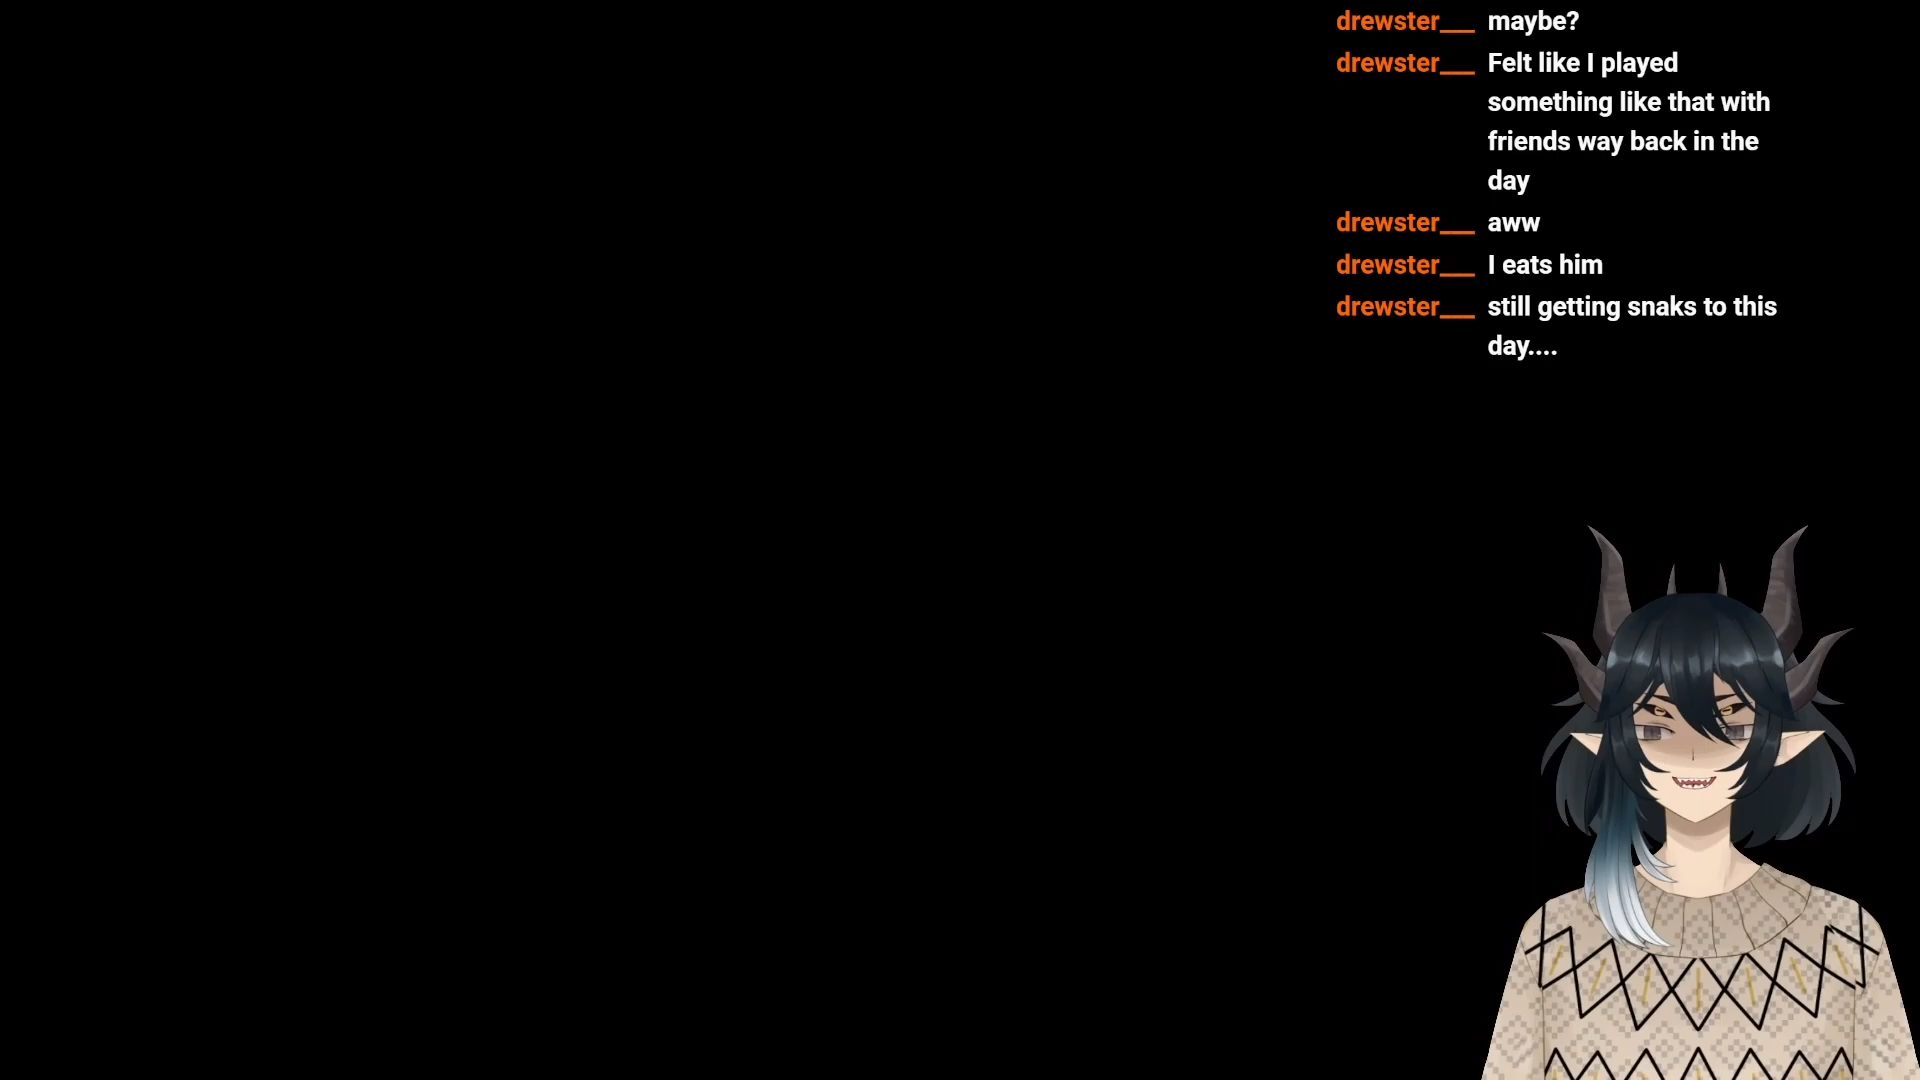 drewster___ maybe?
drewster___ Felt like I played
something like that with
friends way back in the
day
drewster___ aww
drewster___ I eats him
drewster___ still getting snaks to this
day....